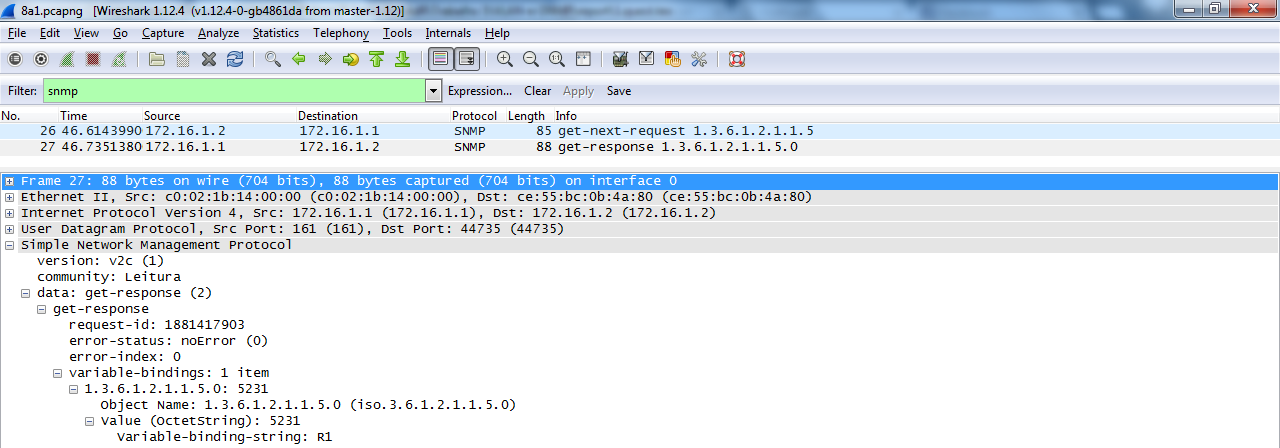 8a1.pcapng [Wireshark 1.12.4 (v1.12.4-0-gb4861da from master-1.12)]
File Edit View Go Capture Analyze Statistics Telephony Tools Internals Help
Filter: snmp Expression... Clear Apply Save
No. Time Source Destination Protocol Length Info
26 46.6143990 172.16.1.2 172.16.1.1 SNMP 85 get-next-request 1.3.6.1.2.1.1.5
27 46.7351380 172.16.1.1 172.16.1.2 SNMP 88 get-response 1.3.6.1.2.1.1.5.0
Frame 27: 88 bytes on wire (704 bits), 88 bytes captured (704 bits) on interface 0
Ethernet II, Src: c0:02:1b:14:00:00 (c0:02:1b:14:00:00), Dst: ce:55:bc:0b:4a:80 (ce:55:bc:0b:4a:80)
Internet Protocol Version 4, Src: 172.16.1.1 (172.16.1.1), Dst: 172.16.1.2 (172.16.1.2)
User Datagram Protocol, Src Port: 161 (161), Dst Port: 44735 (44735)
Simple Network Management Protocol
version: v2c (1)
community: Leitura
data: get-response (2)
get-response
request-id: 1881417903
error-status: noError (0)
error-index: 0
variable-bindings: 1 item
1.3.6.1.2.1.1.5.0: 5231
Object Name: 1.3.6.1.2.1.1.5.0 (iso.3.6.1.2.1.1.5.0)
Value (OctetString): 5231
Variable-binding-string: R1